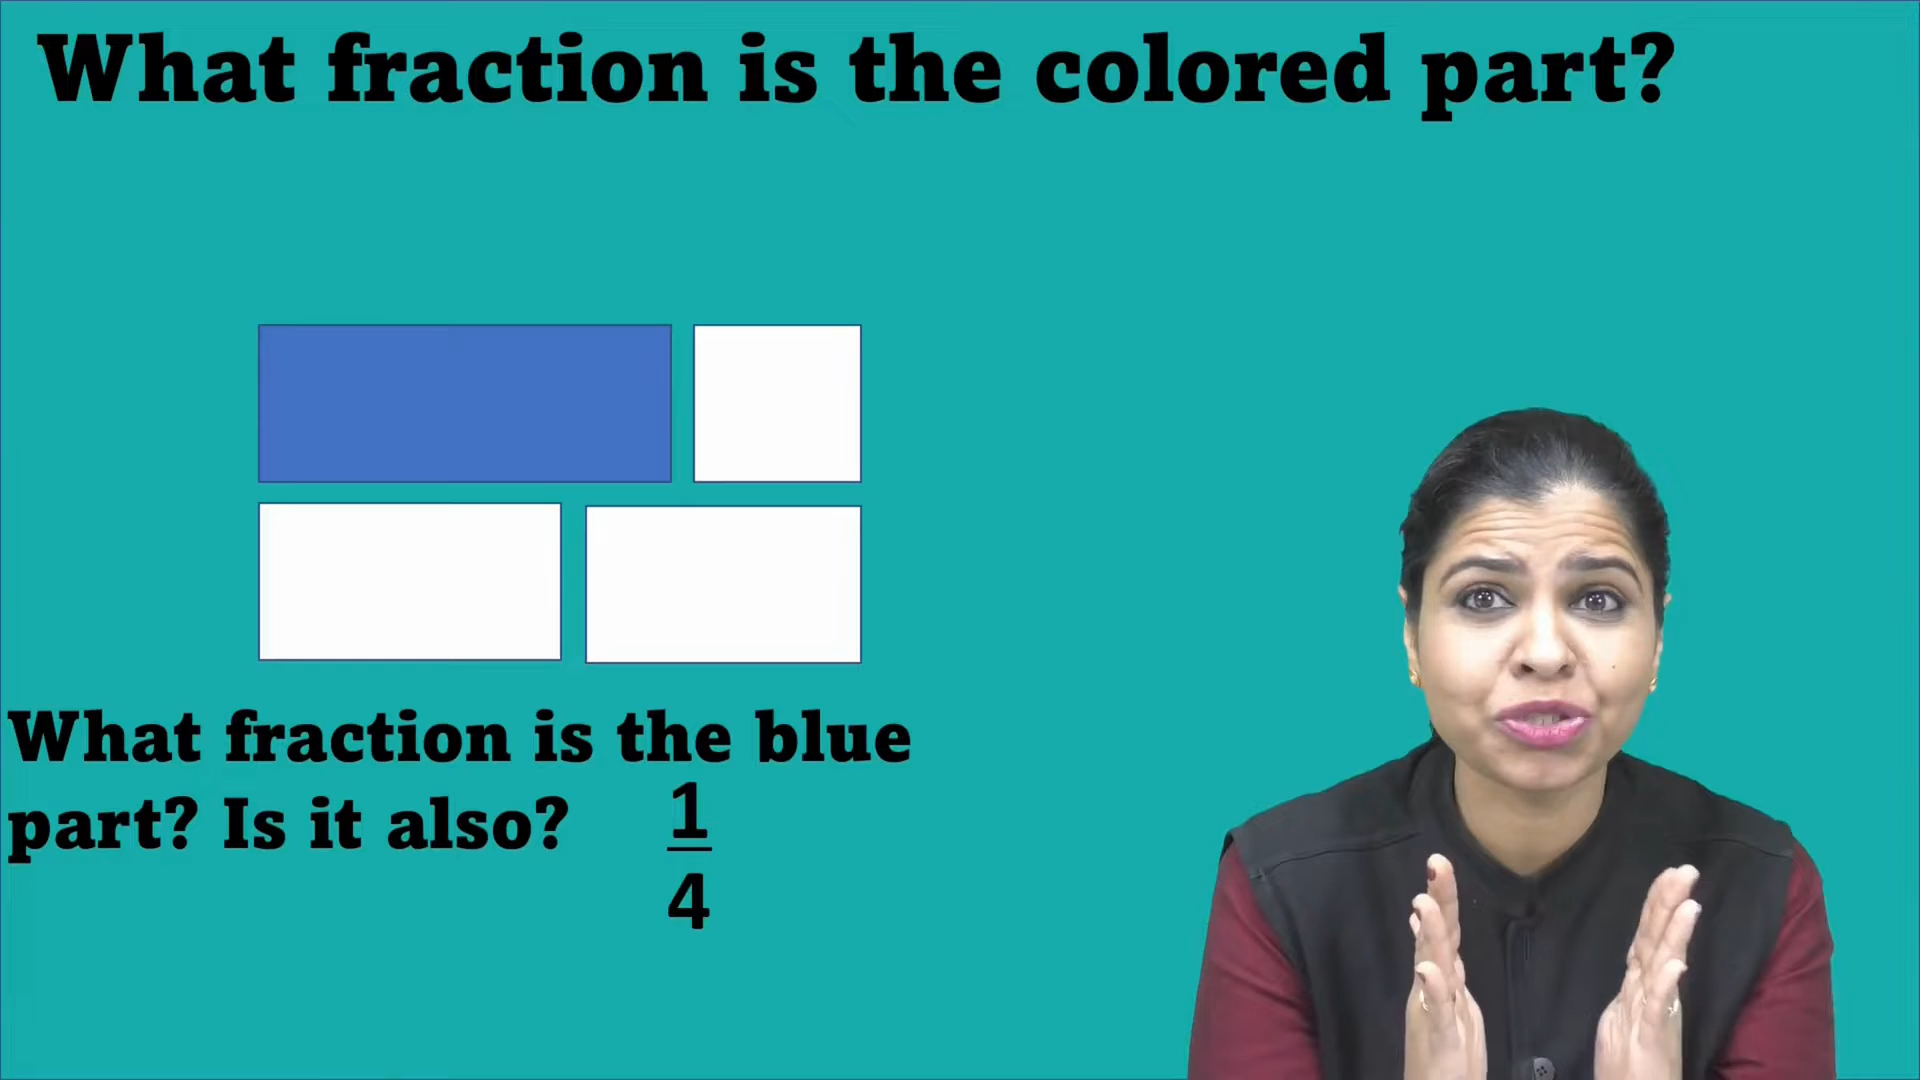 What fraction is the colored part?
What fraction is the blue
part? Is it also?
1
4